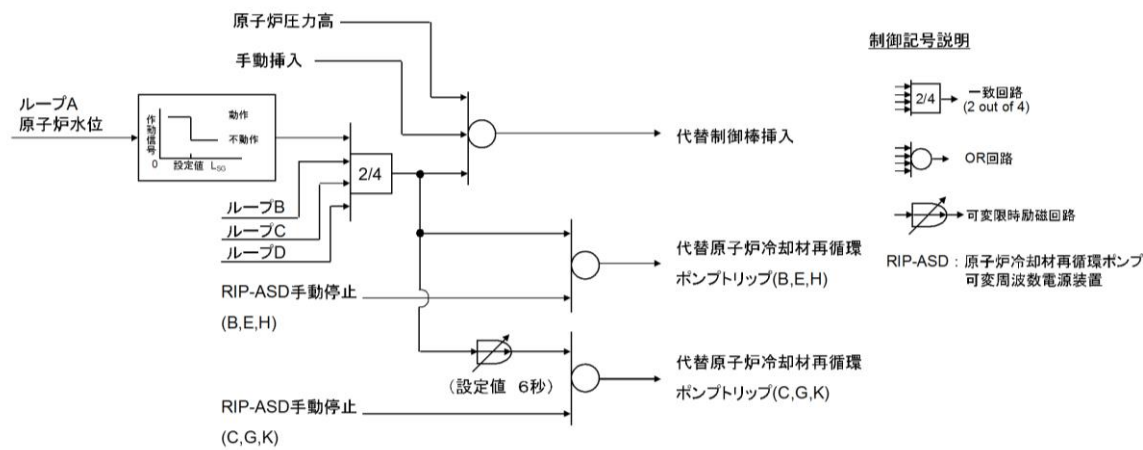 原子炉圧力高
手動挿入
ループA
原子炉水位
作動信号
動作
不動作
0
設定値 LSG
ループB
ループC
ループD
2/4
代替制御棒挿入
代替原子炉冷却材再循環
ポンプトリップ(B,E,H)
RIP-ASD手動停止
(B,E,H)
(設定値 6秒)
代替原子炉冷却材再循環
ポンプトリップ(C,G,K)
RIP-ASD手動停止
(C,G,K)
制御記号説明
2/4
一致回路
(2 out of 4)
OR回路
可変限時励磁回路
RIP-ASD:原子炉冷却材再循環ポンプ
可変周波数電源装置